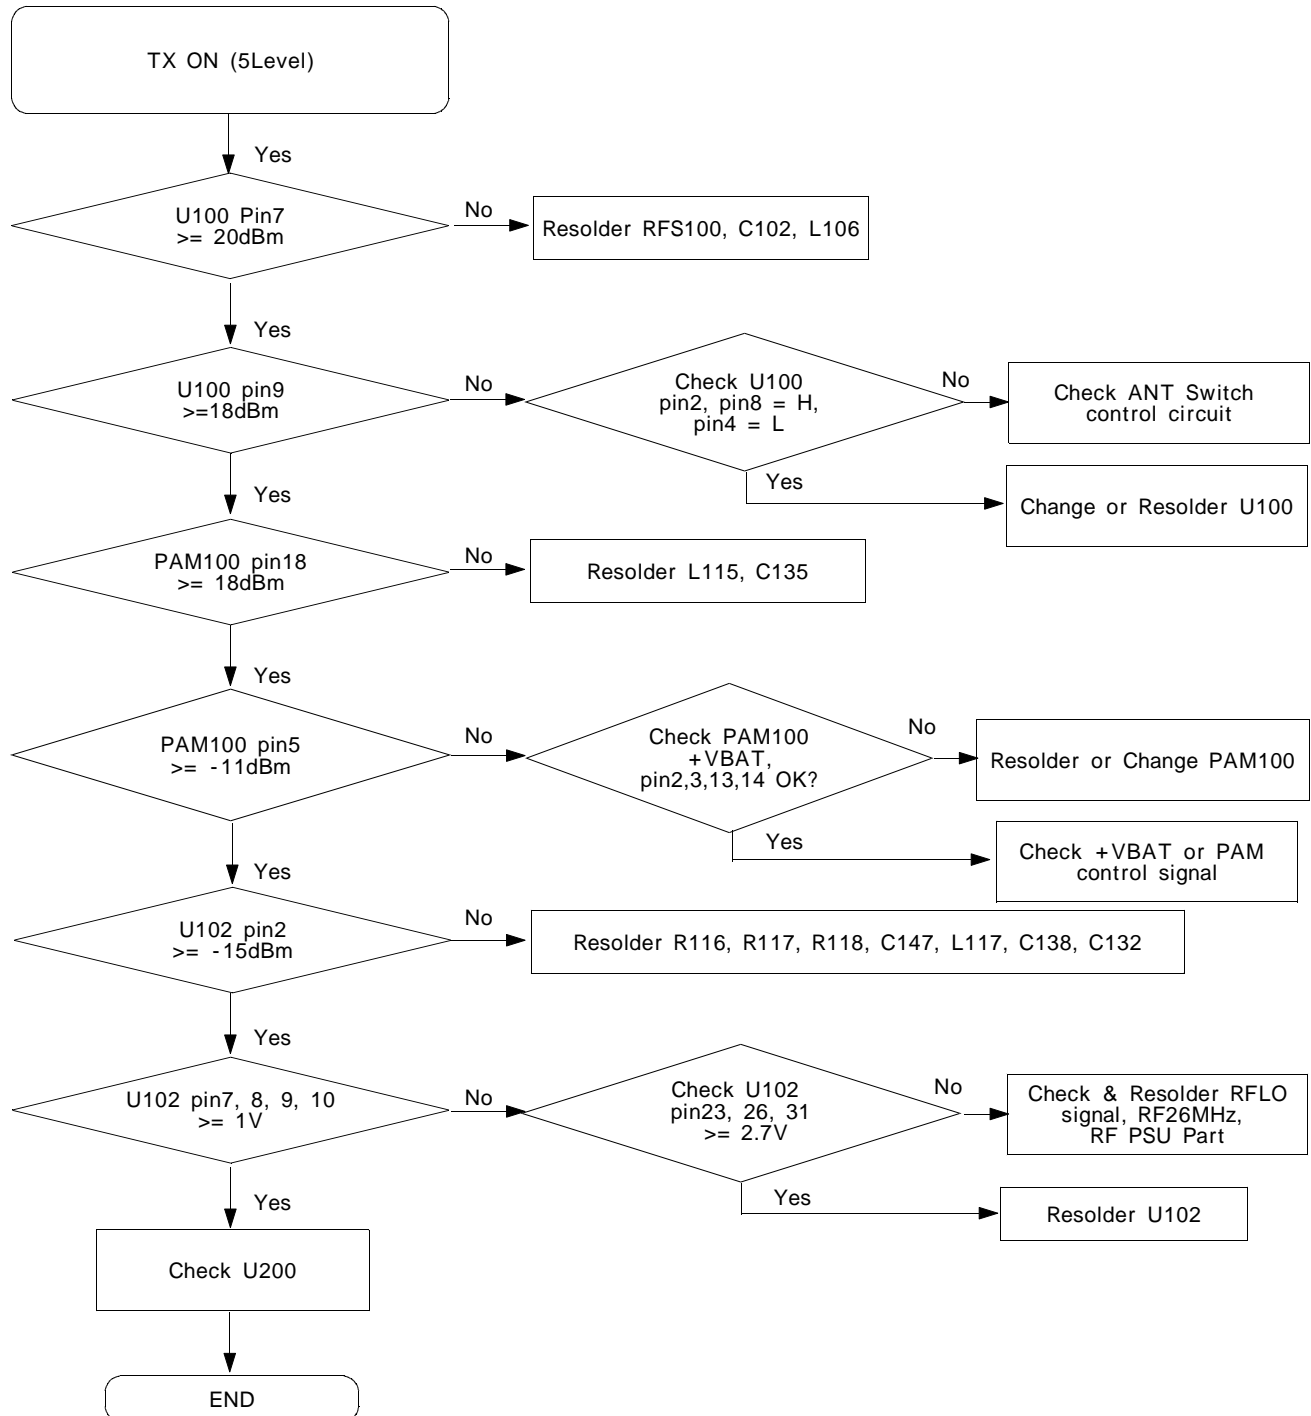 TX ON (5Level)
Yes
U100 Pin7
>= 20dBm
No
Resolder RFS100, C102, L106
Yes
U100 pin9
>=18dBm
No
Check U100
pin2, pin8 = H,
pin4 = L
No
Check ANT Switch
control circuit
Yes
Change or Resolder U100
Yes
PAM100 pin18
>= 18dBm
No
Resolder L115, C135
Yes
PAM100 pin5
>= -11dBm
No
Check PAM100
+VBAT,
pin2,3,13,14 OK?
No
Resolder or Change PAM100
Yes
Check +VBAT or PAM
control signal
Yes
U102 pin2
>= -15dBm
No
Resolder R116, R117, R118, C147, L117, C138, C132
Yes
U102 pin7, 8, 9, 10
>= 1V
No
Check U102
pin23, 26, 31
>= 2.7V
No
Check & Resolder RFLO
signal, RF26MHz,
RF PSU Part
Yes
Resolder U102
Yes
Check U200
END